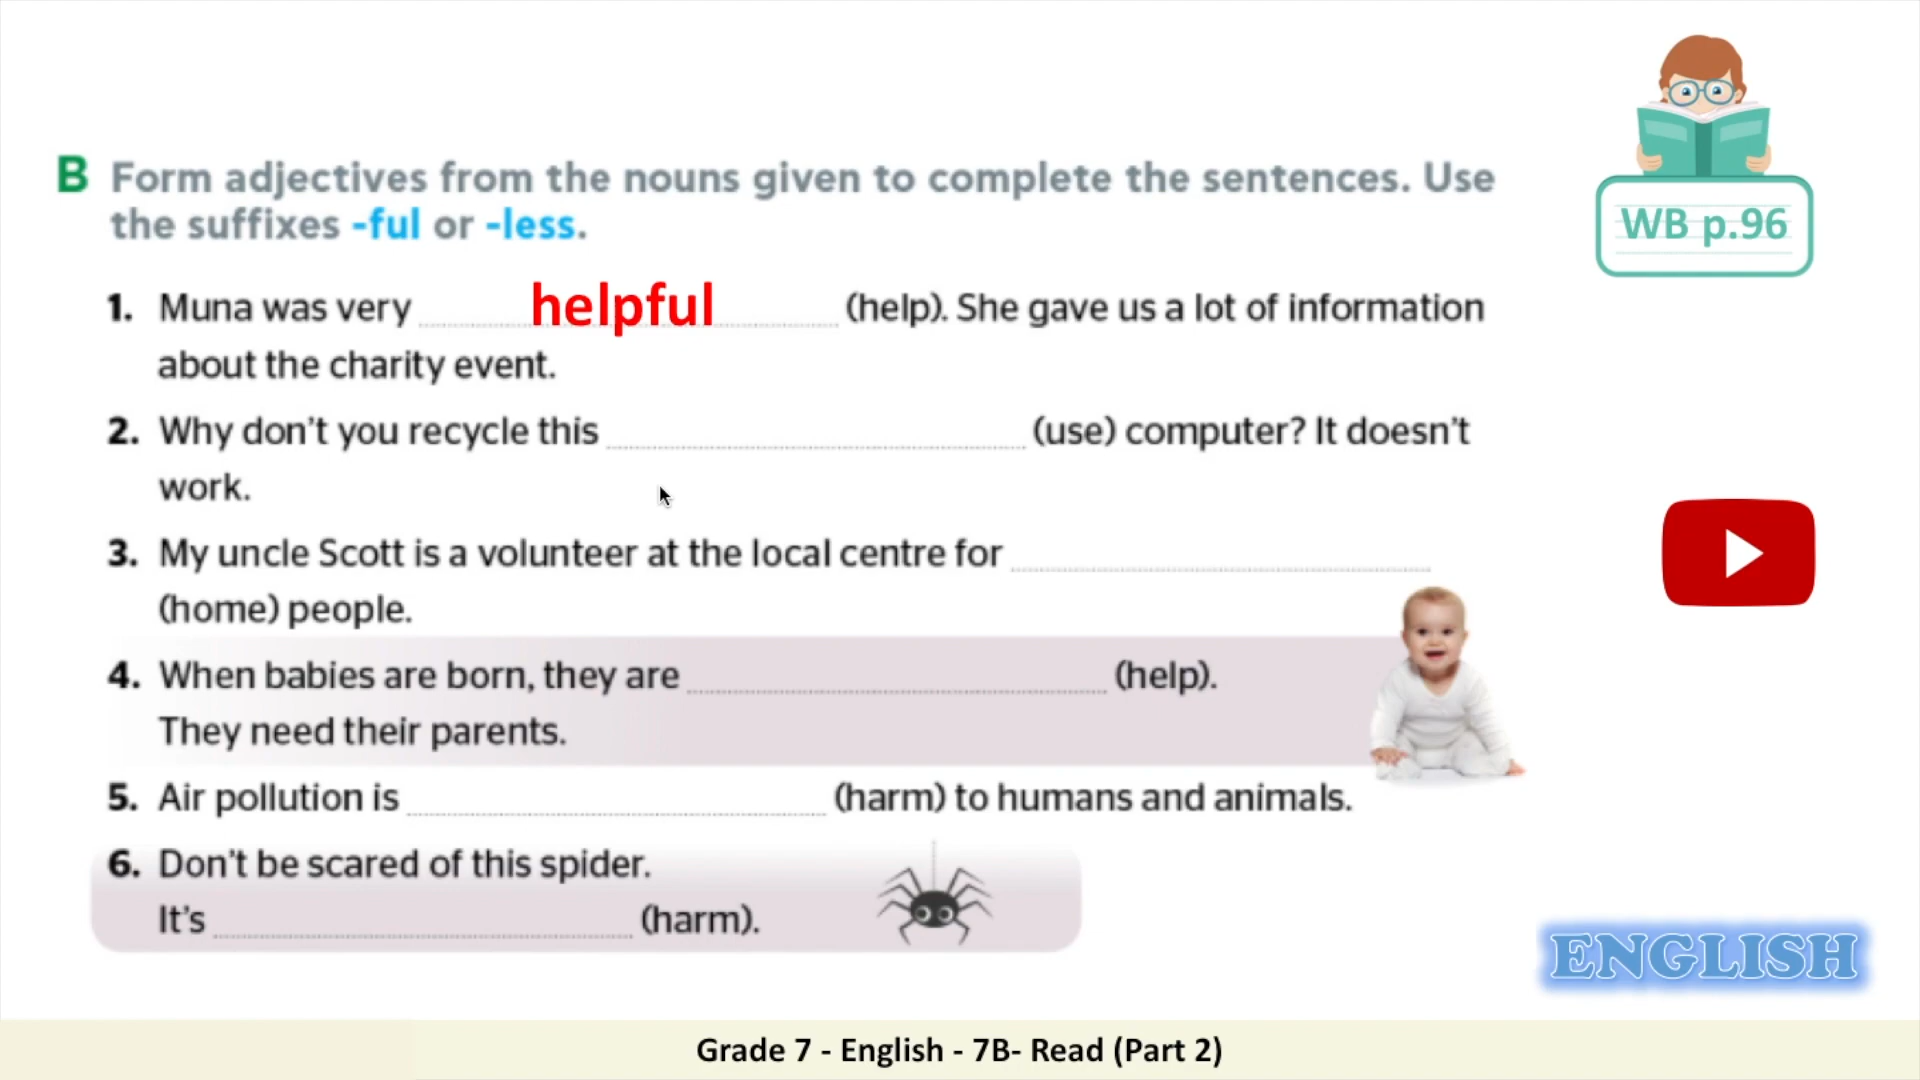 WB p.96
B Form adjectives from the nouns given to complete the sentences. Use
the suffixes -ful or -less.
1. Muna was very helpful (help). She gave us a lot of information
about the charity event.
2. Why don't you recycle this (use) computer? It doesn't
work.
3. My uncle Scott is a volunteer at the local centre for
(home) people.
4. When babies are born, they are (help).
They need their parents.
5. Air pollution is (harm) to humans and animals.
6. Don't be scared of this spider.
It's (harm).
ENGLISH
Grade 7 - English - 7B- Read (Part 2)